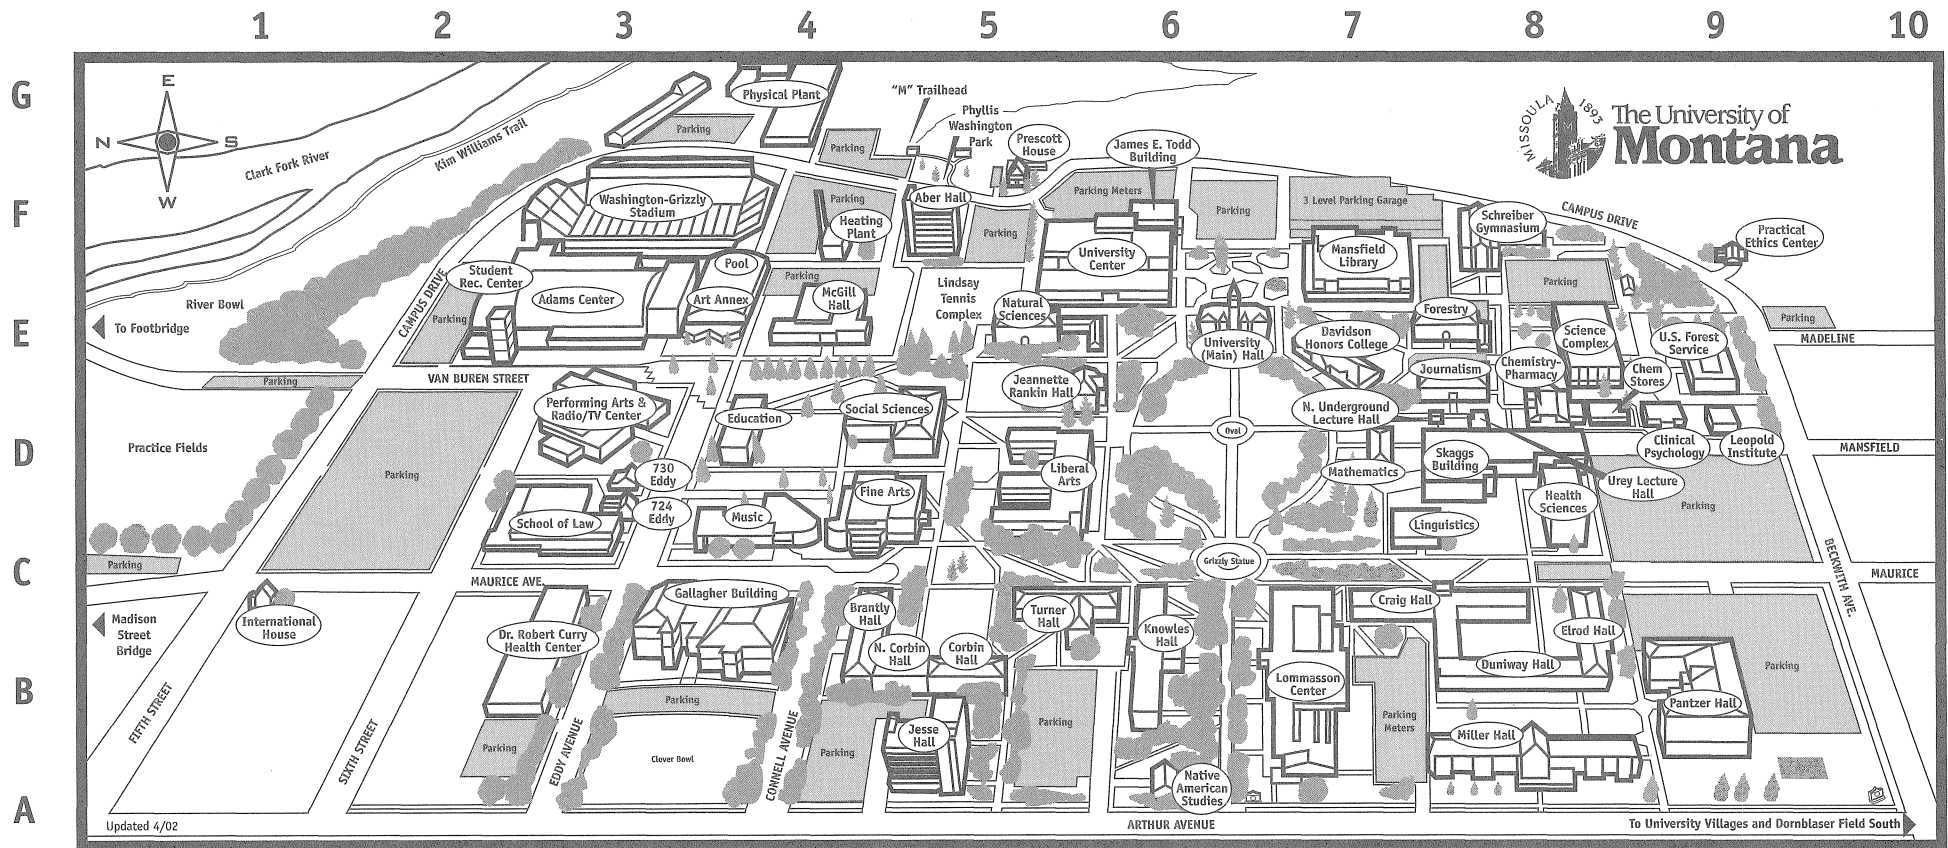 1 2 3 4 5 6 7 8 9 10
G
F
E
D
C
B
A
E
N
S
W
Clark Fork River
Kim Williams Trail
Physical Plant
Parking
Parking
"M" Trailhead
Phyllis
Washington
Park
Prescott
House
James E. Todd
Building
MISSOULA 1893
The University of
Montana
Washington-Grizzly
Stadium
Parking
Heating
Plant
Aber Hall
Parking
Parking Meters
Parking
3 Level Parking Garage
Schreiber
Gymnasium
CAMPUS DRIVE
Practical
Ethics Center
Student
Rec. Center
Pool
Adams Center
Art Annex
Parking
McGill
Hall
Lindsay
Tennis
Complex
University
Center
Mansfield
Library
Parking
River Bowl
To Footbridge
CAMPUS DRIVE
Parking
Natural
Sciences
University
(Main) Hall
Davidson
Honors College
Forestry
Science
Complex
U.S. Forest
Service
Parking
MADELINE
Parking
VAN BUREN STREET
Performing Arts &
Radio/TV Center
Education
Social Sciences
Jeannette
Rankin Hall
Journalism
Chemistry-
Pharmacy
Chem
Stores
N. Underground
Lecture Hall
Oval
Practice Fields
Parking
730
Eddy
724
Eddy
School of Law
Music
Fine Arts
Liberal
Arts
Mathematics
Skaggs
Building
Clinical
Psychology
Leopold
Institute
MANSFIELD
Urey Lecture
Hall
Health
Sciences
Linguistics
Parking
Parking
MAURICE AVE.
Grizzly Statue
BECKWITH AVE.
MAURICE
Madison
Street
Bridge
International
House
Dr. Robert Curry
Health Center
Gallagher Building
Brantly
Hall
N. Corbin
Hall
Corbin
Hall
Turner
Hall
Knowles
Hall
Craig Hall
Elrod Hall
Duniway Hall
Lommasson
Center
Parking
Pantzer Hall
FIFTH STREET
SIXTH STREET
Parking
EDDY AVENUE
Parking
Clover Bowl
CONNELL AVENUE
Parking
Jesse
Hall
Parking
Parking
Meters
Miller Hall
Native
American
Studies
Updated 4/02
ARTHUR AVENUE
To University Villages and Dornblaser Field South